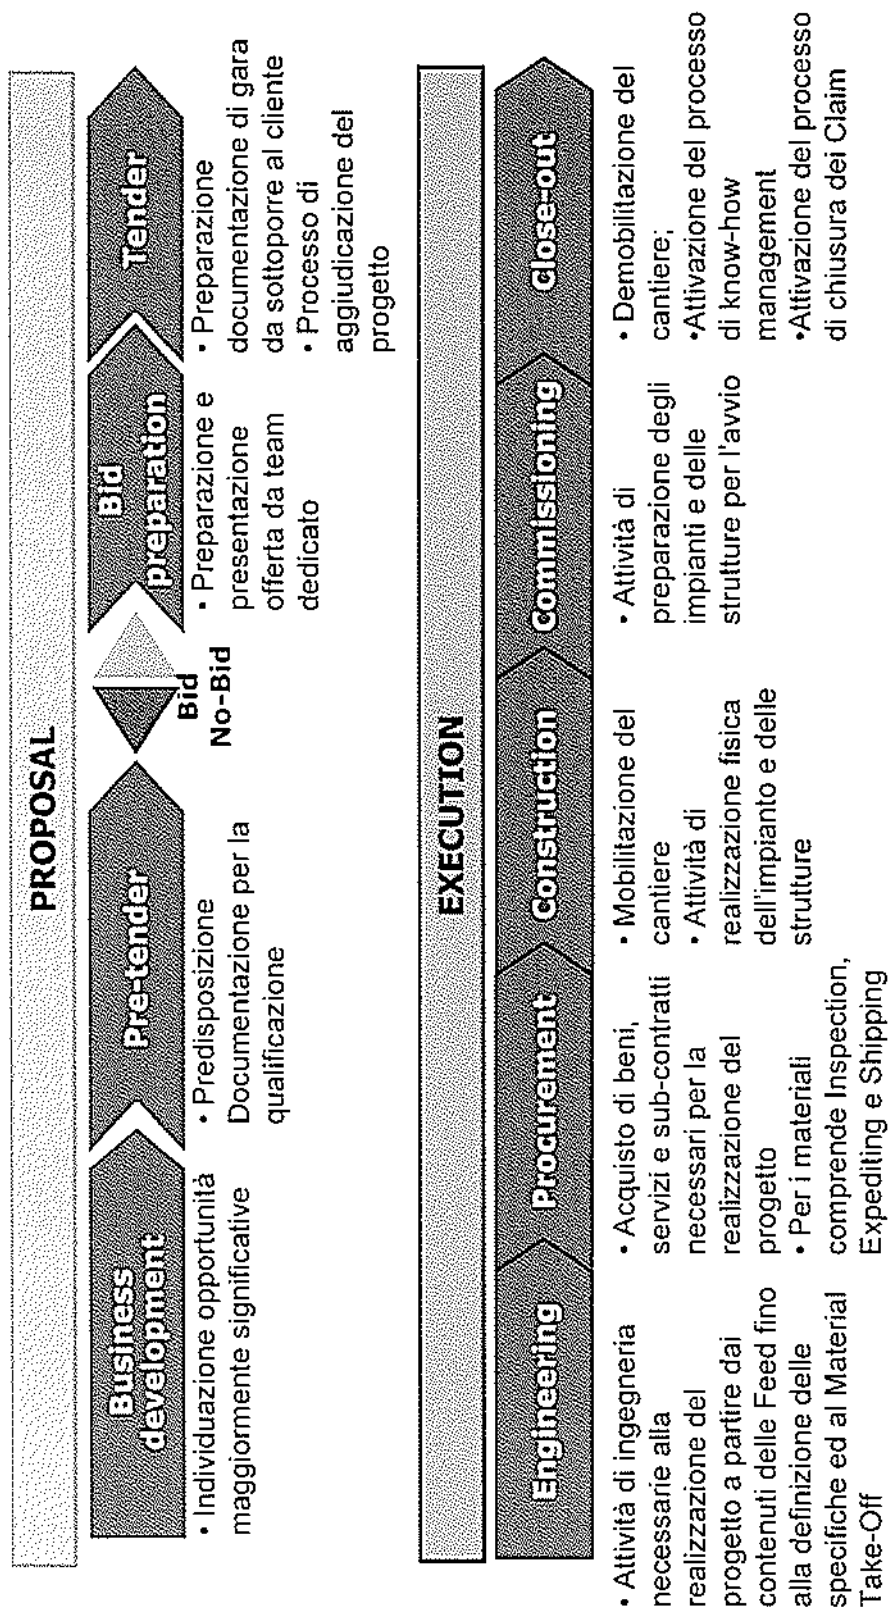 PROPOSAL
Business
development
Pre-tender
Bid
No-Bid
Bid
preparation
Tender
• Individuazione opportunità
maggiormente significative
• Predisposizione
Documentazione per la
qualificazione
• Preparazione e
presentazione
offerta da team
dedicato
• Preparazione
documentazione di gara
da sottoporre al cliente
• Processo di
aggiudicazione del
progetto
EXECUTION
Engineering
Procurement
Construction
Commissioning
Close-out
• Attività di ingegneria
necessarie alla
realizzazione del
progetto a partire dai
contenuti delle Feed fino
alla definizione delle
specifiche ed al Material
Take-Off
• Acquisto di beni,
servizi e sub-contratti
necessari per la
realizzazione del
progetto
• Per i materiali
comprende Inspection,
Expediting e Shipping
• Mobilitazione del
cantiere
• Attività di
realizzazione fisica
dell'impianto e delle
strutture
• Attività di
preparazione degli
impianti e delle
strutture per l'avvio
• Demobilitazione del
cantiere;
•Attivazione del processo
di know-how
management
•Attivazione del processo
di chiusura dei Claim